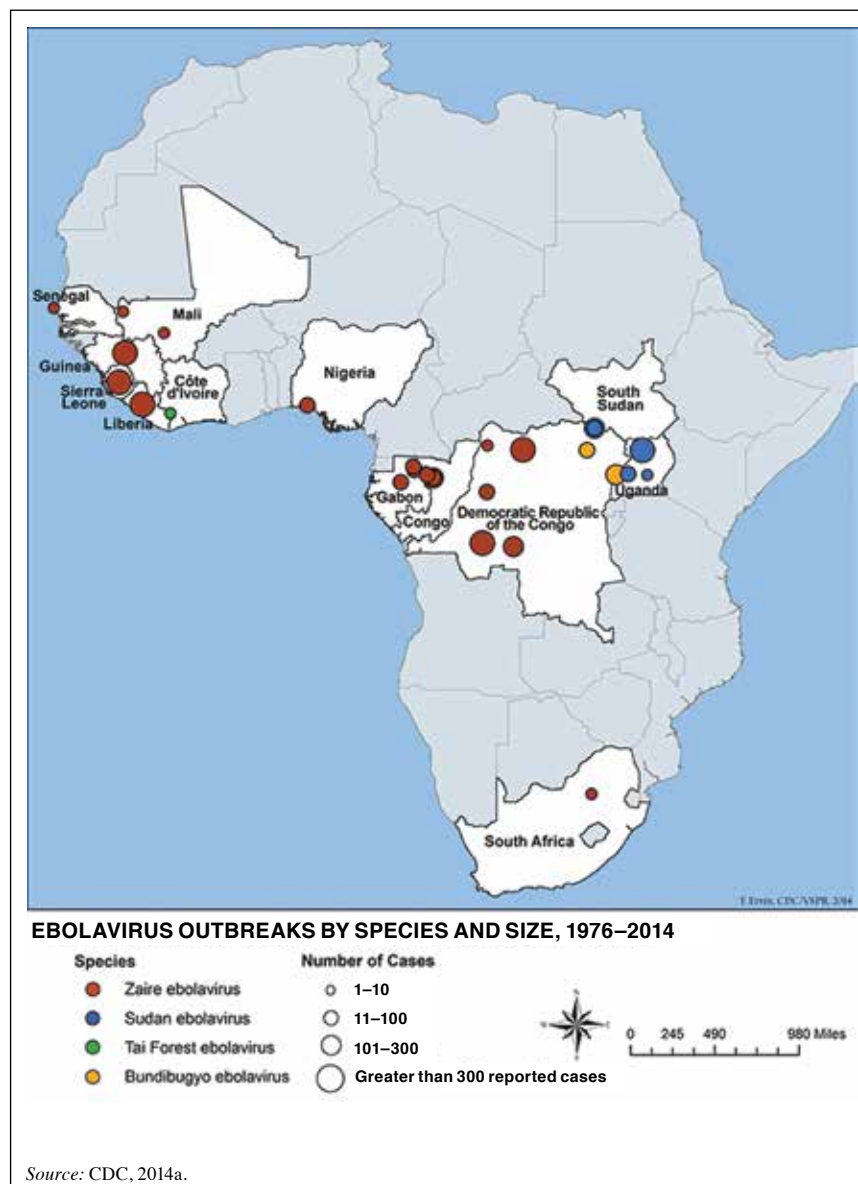 Senegal
Mali
Guinea
Sierra
Leone
Côte
d'Ivoire
Liberia
Nigeria
South
Sudan
Uganda
Gabon
Congo
Democratic Republic
of the Congo
South Africa
CDC/VSPB, 2014
EBOLAVIRUS OUTBREAKS BY SPECIES AND SIZE, 1976–2014
Species
Zaire ebolavirus
Sudan ebolavirus
Tai Forest ebolavirus
Bundibugyo ebolavirus
Number of Cases
1–10
11–100
101–300
Greater than 300 reported cases
0 245 490 980 Miles
Source: CDC, 2014a.